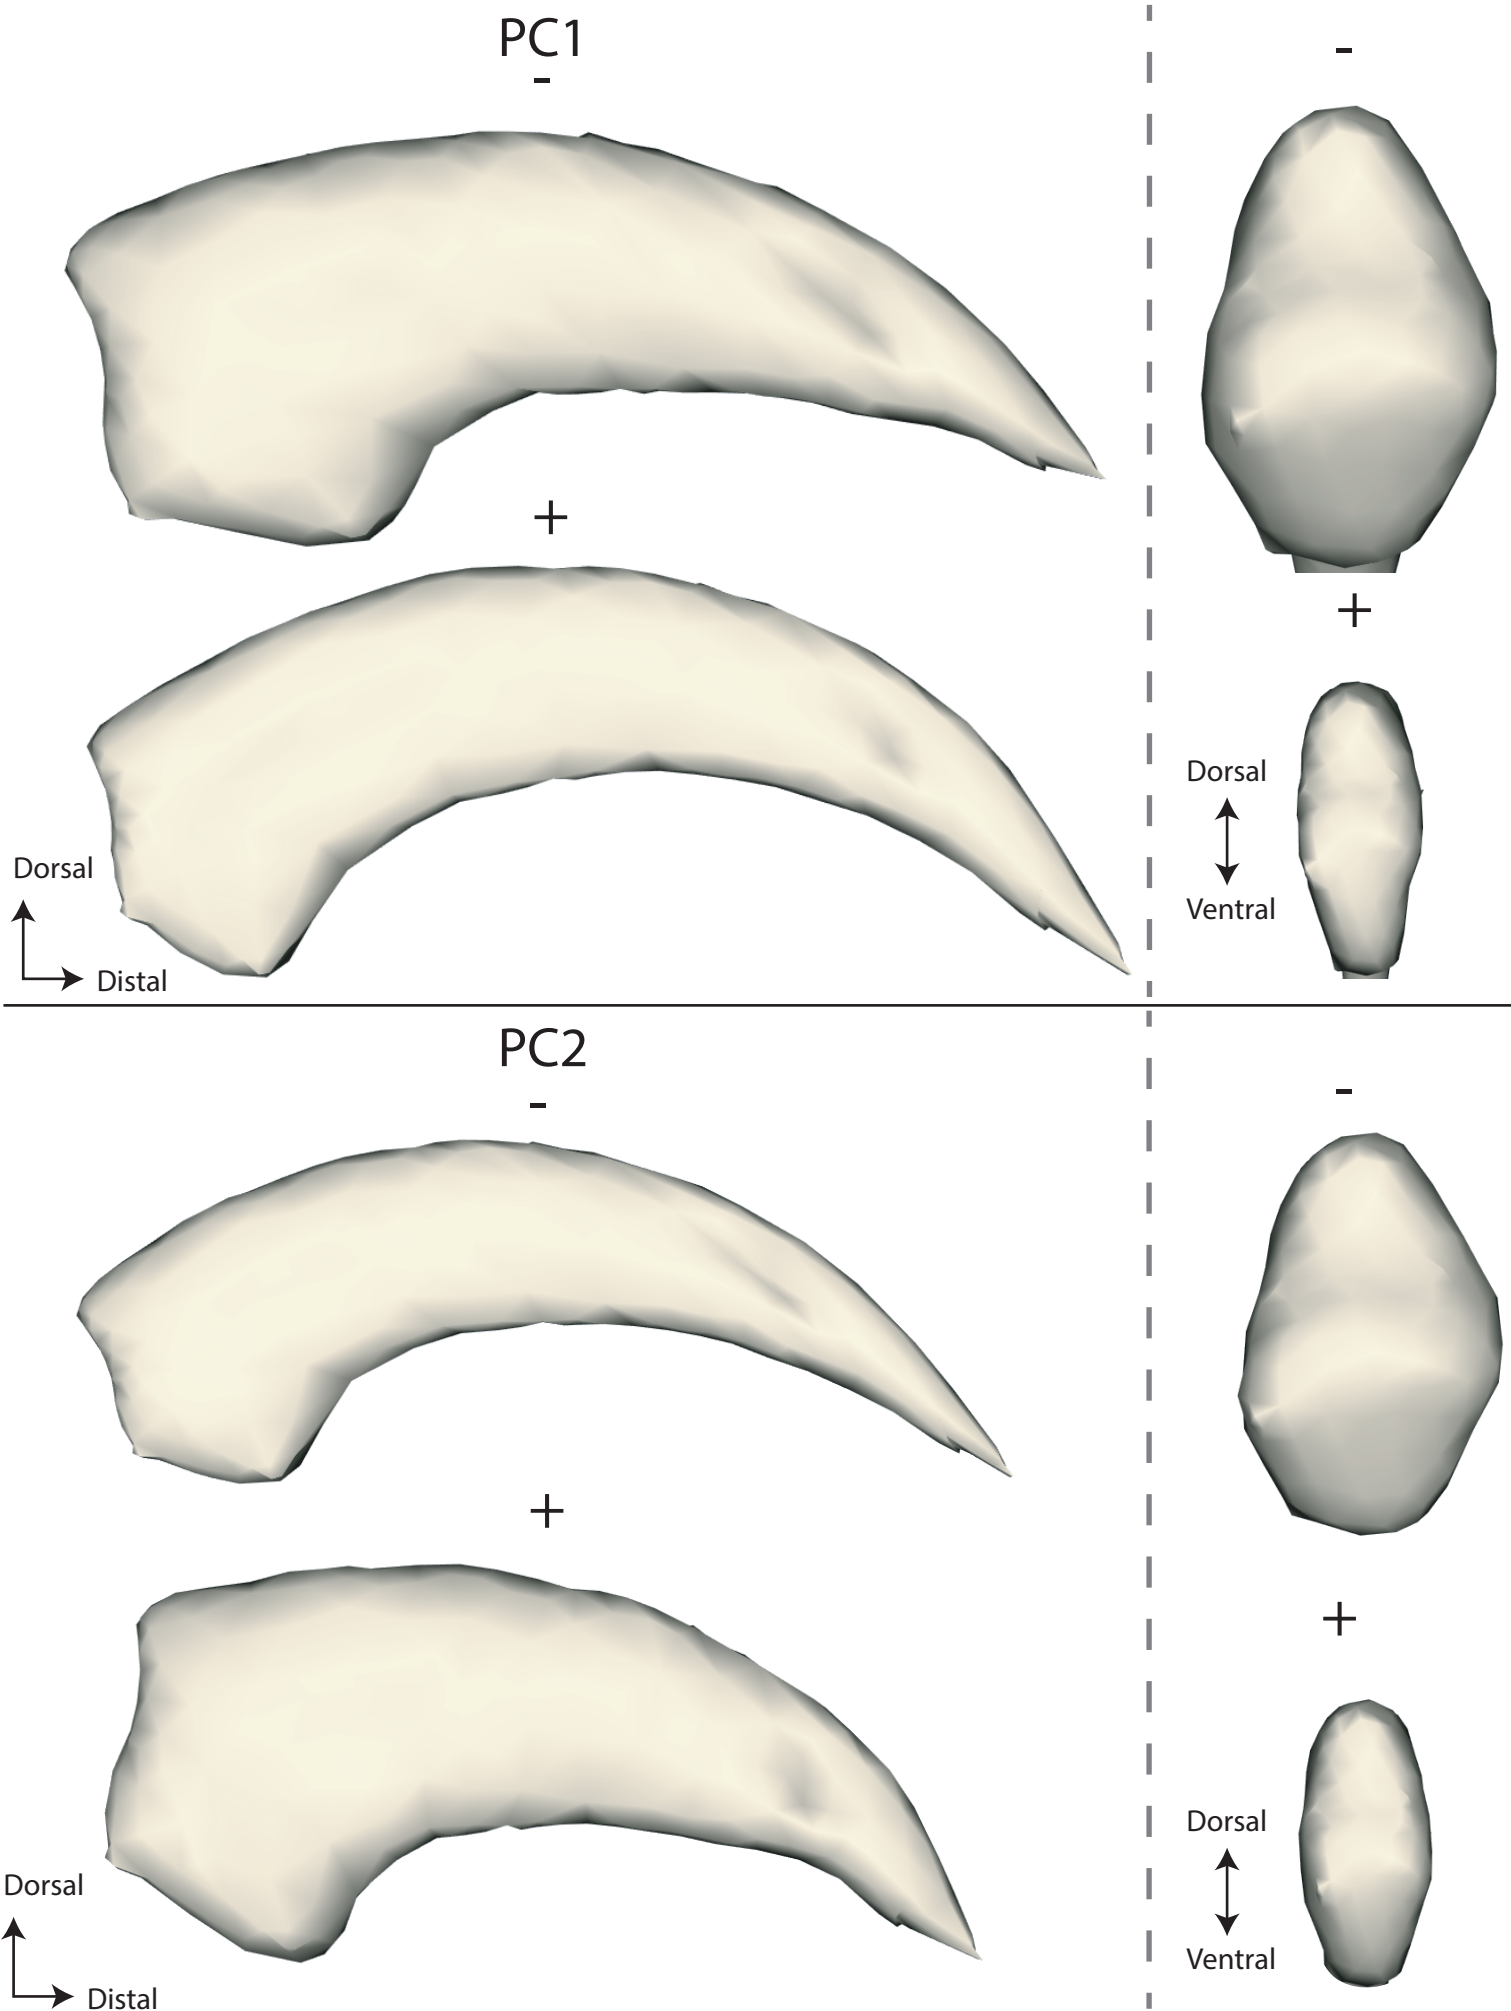 PC1
-
-
+
+
Dorsal
Ventral
Dorsal
Distal
PC2
-
-
+
+
Dorsal
Ventral
Dorsal
Distal